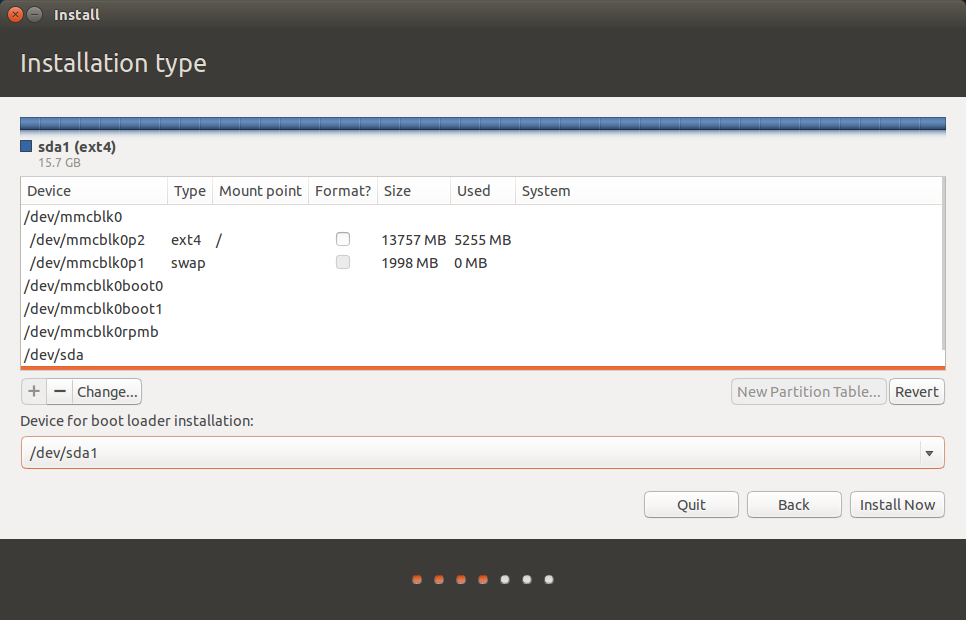 Install
Installation type
sda1 (ext4)
15.7 GB
Device Type Mount point Format? Size Used System
/dev/mmcblk0
/dev/mmcblk0p2 ext4 / 13757 MB 5255 MB
/dev/mmcblk0p1 swap 1998 MB 0 MB
/dev/mmcblk0boot0
/dev/mmcblk0boot1
/dev/mmcblk0rpmb
/dev/sda
+ − Change... New Partition Table... Revert
Device for boot loader installation:
/dev/sda1
Quit Back Install Now